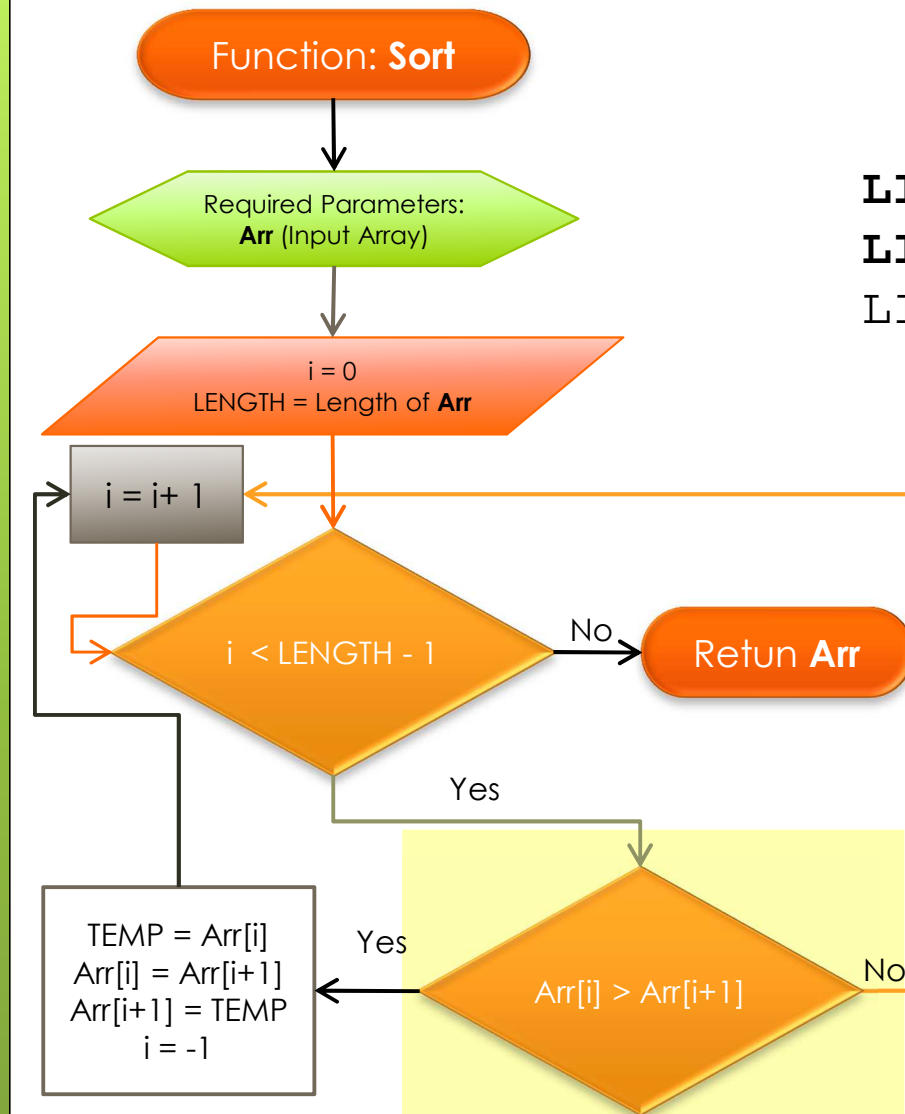 Function: Sort
Required Parameters:
Arr (Input Array)
i = 0
LENGTH = Length of Arr
i = i+ 1
i < LENGTH - 1
No
Retun Arr
Yes
Arr[i] > Arr[i+1]
Yes
No
TEMP = Arr[i]
Arr[i] = Arr[i+1]
Arr[i+1] = TEMP
i = -1